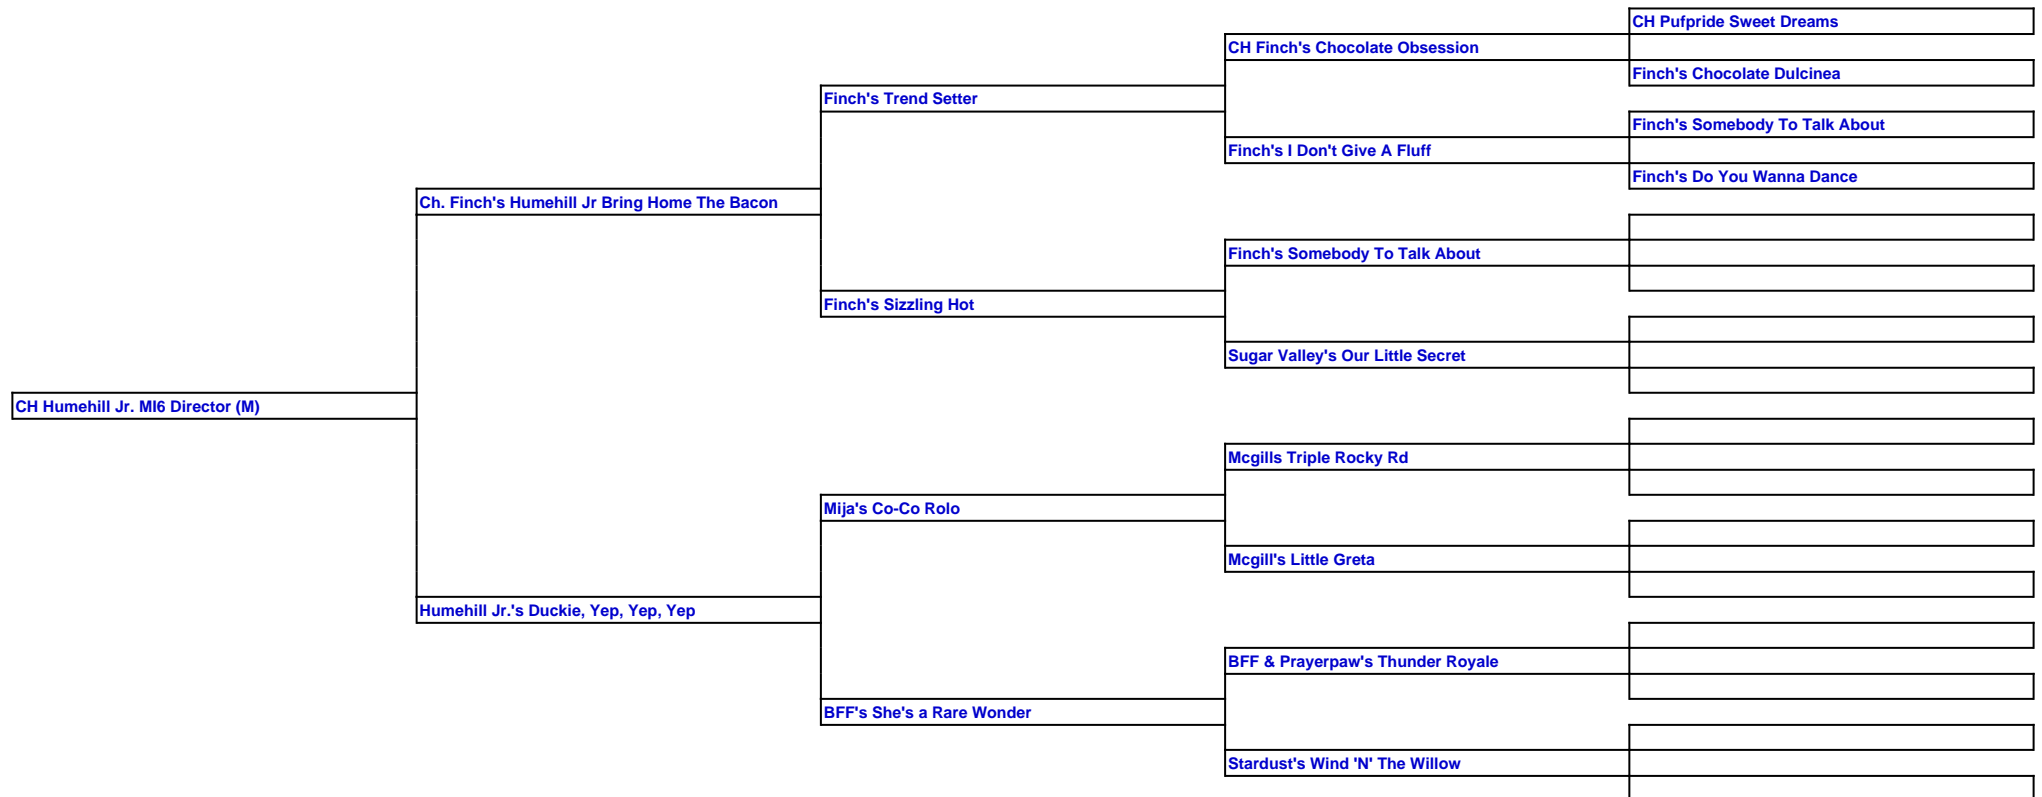 CH Pufpride Sweet Dreams
CH Finch's Chocolate Obsession
Finch's Chocolate Dulcinea
Finch's Trend Setter
Finch's Somebody To Talk About
Finch's I Don't Give A Fluff
Finch's Do You Wanna Dance
Ch. Finch's Humehill Jr Bring Home The Bacon
Finch's Somebody To Talk About
Finch's Sizzling Hot
Sugar Valley's Our Little Secret
CH Humehill Jr. MI6 Director (M)
Mcgills Triple Rocky Rd
Mija's Co-Co Rolo
Mcgill's Little Greta
Humehill Jr.'s Duckie, Yep, Yep, Yep
BFF & Prayerpaw's Thunder Royale
BFF's She's a Rare Wonder
Stardust's Wind 'N' The Willow